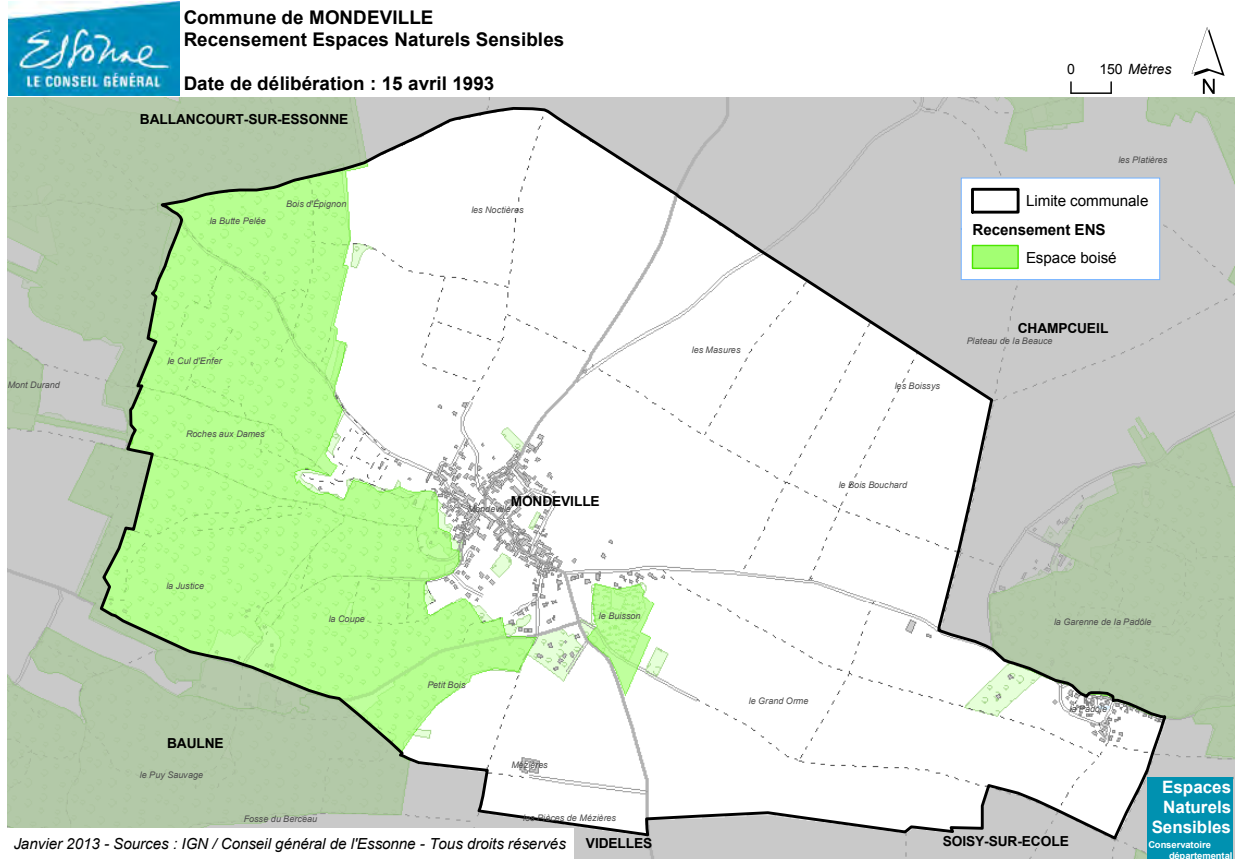 Essonne
LE CONSEIL GÉNÉRAL
Commune de MONDEVILLE
Recensement Espaces Naturels Sensibles
Date de délibération : 15 avril 1993
0 150 Mètres
N
BALLANCOURT-SUR-ESSONNE
les Platières
Limite communale
Recensement ENS
Espace boisé
Bois d'Épignon
la Butte Pelée
les Noctières
CHAMPCUEIL
Plateau de la Beauce
les Masures
le Cul d'Enfer
Mont Durand
les Boissys
Roches aux Dames
le Bois Bouchard
MONDEVILLE
Mondeville
la Justice
la Coupe
le Buisson
la Garenne de la Padôle
Petit Bois
le Grand Orme
la Padôle
BAULNE
le Puy Sauvage
Mézières
Fosse du Berceau
les Pièces de Mézières
VIDELLES
SOISY-SUR-ECOLE
Espaces
Naturels
Sensibles
Conservatoire
départemental
Janvier 2013 - Sources : IGN / Conseil général de l'Essonne - Tous droits réservés